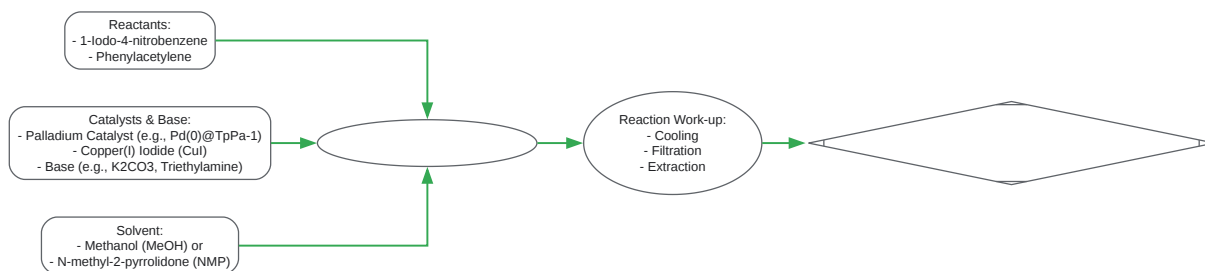 Reactants:
- 1-Iodo-4-nitrobenzene
- Phenylacetylene
Catalysts & Base:
- Palladium Catalyst (e.g., Pd(0)@TpPa-1)
- Copper(I) Iodide (CuI)
- Base (e.g., K2CO3, Triethylamine)
Solvent:
- Methanol (MeOH) or
- N-methyl-2-pyrrolidone (NMP)
Reaction Work-up:
- Cooling
- Filtration
- Extraction